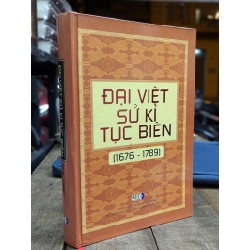 ĐẠI VIỆT
SỬ KÍ
TỤC BIÊN
(1676 - 1789)